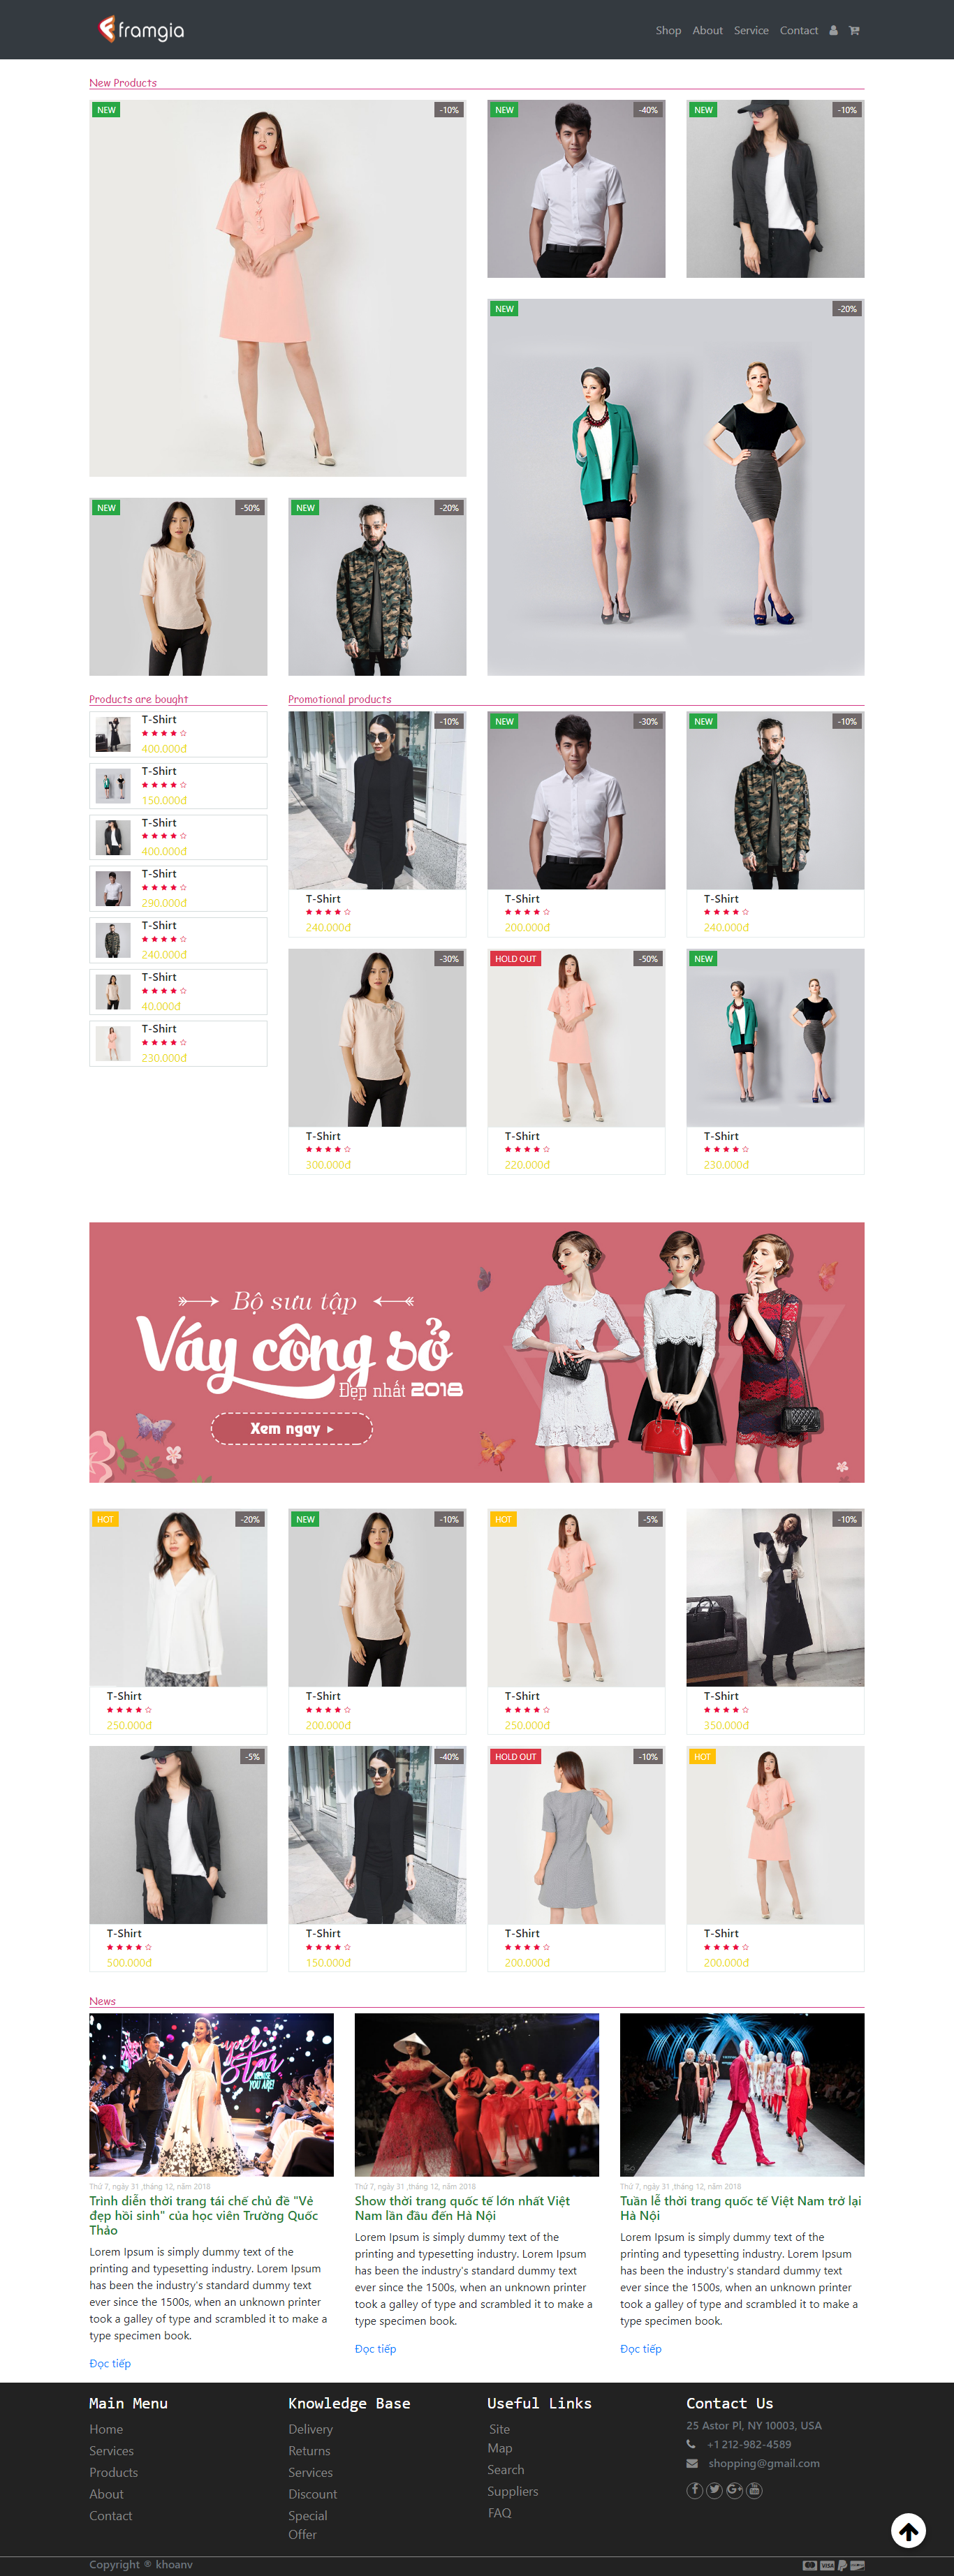 framgia
Shop About Service Contact
New Products
NEW -10%
NEW -40%
NEW -10%
NEW -20%
NEW -50%
NEW -20%
Products are bought
T-Shirt
400.000đ
T-Shirt
150.000đ
T-Shirt
400.000đ
T-Shirt
290.000đ
T-Shirt
240.000đ
T-Shirt
40.000đ
T-Shirt
230.000đ
Promotional products
-10%
T-Shirt
240.000đ
NEW -30%
T-Shirt
200.000đ
NEW -10%
T-Shirt
240.000đ
-30%
T-Shirt
300.000đ
HOLD OUT -50%
T-Shirt
220.000đ
NEW
T-Shirt
230.000đ
Bộ sưu tập
Váy công sở
Đẹp nhất 2018
Xem ngay
HOT -20%
T-Shirt
250.000đ
NEW -10%
T-Shirt
200.000đ
HOT -5%
T-Shirt
250.000đ
-10%
T-Shirt
350.000đ
-5%
T-Shirt
500.000đ
-40%
T-Shirt
150.000đ
HOLD OUT -10%
T-Shirt
200.000đ
HOT
T-Shirt
200.000đ
News
Super
Star
BECAUSE
YOU ARE!
Thứ 7, ngày 31 ,tháng 12, năm 2018
Trình diễn thời trang tái chế chủ đề "Vẻ
đẹp hồi sinh" của học viên Trường Quốc
Thảo
Lorem Ipsum is simply dummy text of the
printing and typesetting industry. Lorem Ipsum
has been the industry's standard dummy text
ever since the 1500s, when an unknown printer
took a galley of type and scrambled it to make a
type specimen book.
Đọc tiếp
Thứ 7, ngày 31 ,tháng 12, năm 2018
Show thời trang quốc tế lớn nhất Việt
Nam lần đầu đến Hà Nội
Lorem Ipsum is simply dummy text of the
printing and typesetting industry. Lorem Ipsum
has been the industry's standard dummy text
ever since the 1500s, when an unknown printer
took a galley of type and scrambled it to make a
type specimen book.
Đọc tiếp
Thứ 7, ngày 31 ,tháng 12, năm 2018
Tuần lễ thời trang quốc tế Việt Nam trở lại
Hà Nội
Lorem Ipsum is simply dummy text of the
printing and typesetting industry. Lorem Ipsum
has been the industry's standard dummy text
ever since the 1500s, when an unknown printer
took a galley of type and scrambled it to make a
type specimen book.
Đọc tiếp
Main Menu
Home
Services
Products
About
Contact
Knowledge Base
Delivery
Returns
Services
Discount
Special
Offer
Useful Links
Site
Map
Search
Suppliers
FAQ
Contact Us
25 Astor Pl, NY 10003, USA
+1 212-982-4589
shopping@gmail.com
Copyright ® khoanv